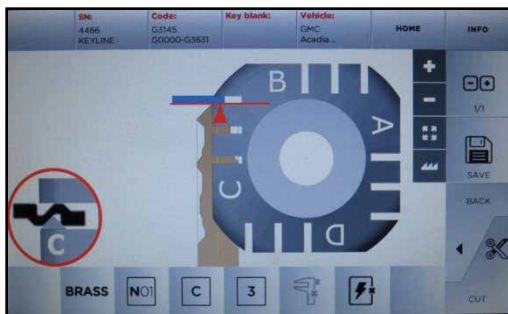 SN: Code: Key blank: Vehicle:
4466 G3145 GMC HOME INFO
KEYLINE G0000-G3631 Acadia...
B
A
1/1
C
SAVE
BACK
C D
BRASS N01 C 3 CUT